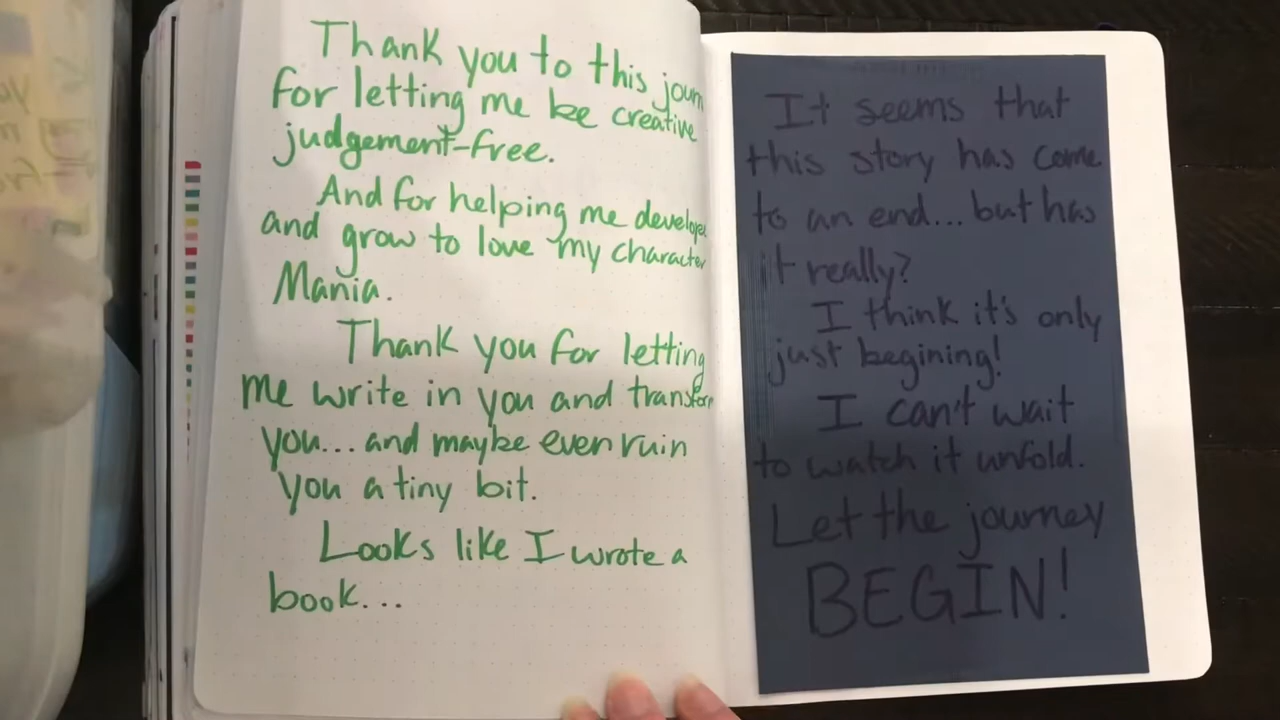 Thank you to this journ
for letting me be creative
judgement-free.
And for helping me develope
and grow to love my character
Mania.
Thank you for letting
me write in you and transform
you... and maybe even ruin
you a tiny bit.
Looks like I wrote a
book...
It seems that
this story has come
to an end... but has
it really?
I think it's only
just begining!
I can't wait
to watch it unfold.
Let the journey
BEGIN!